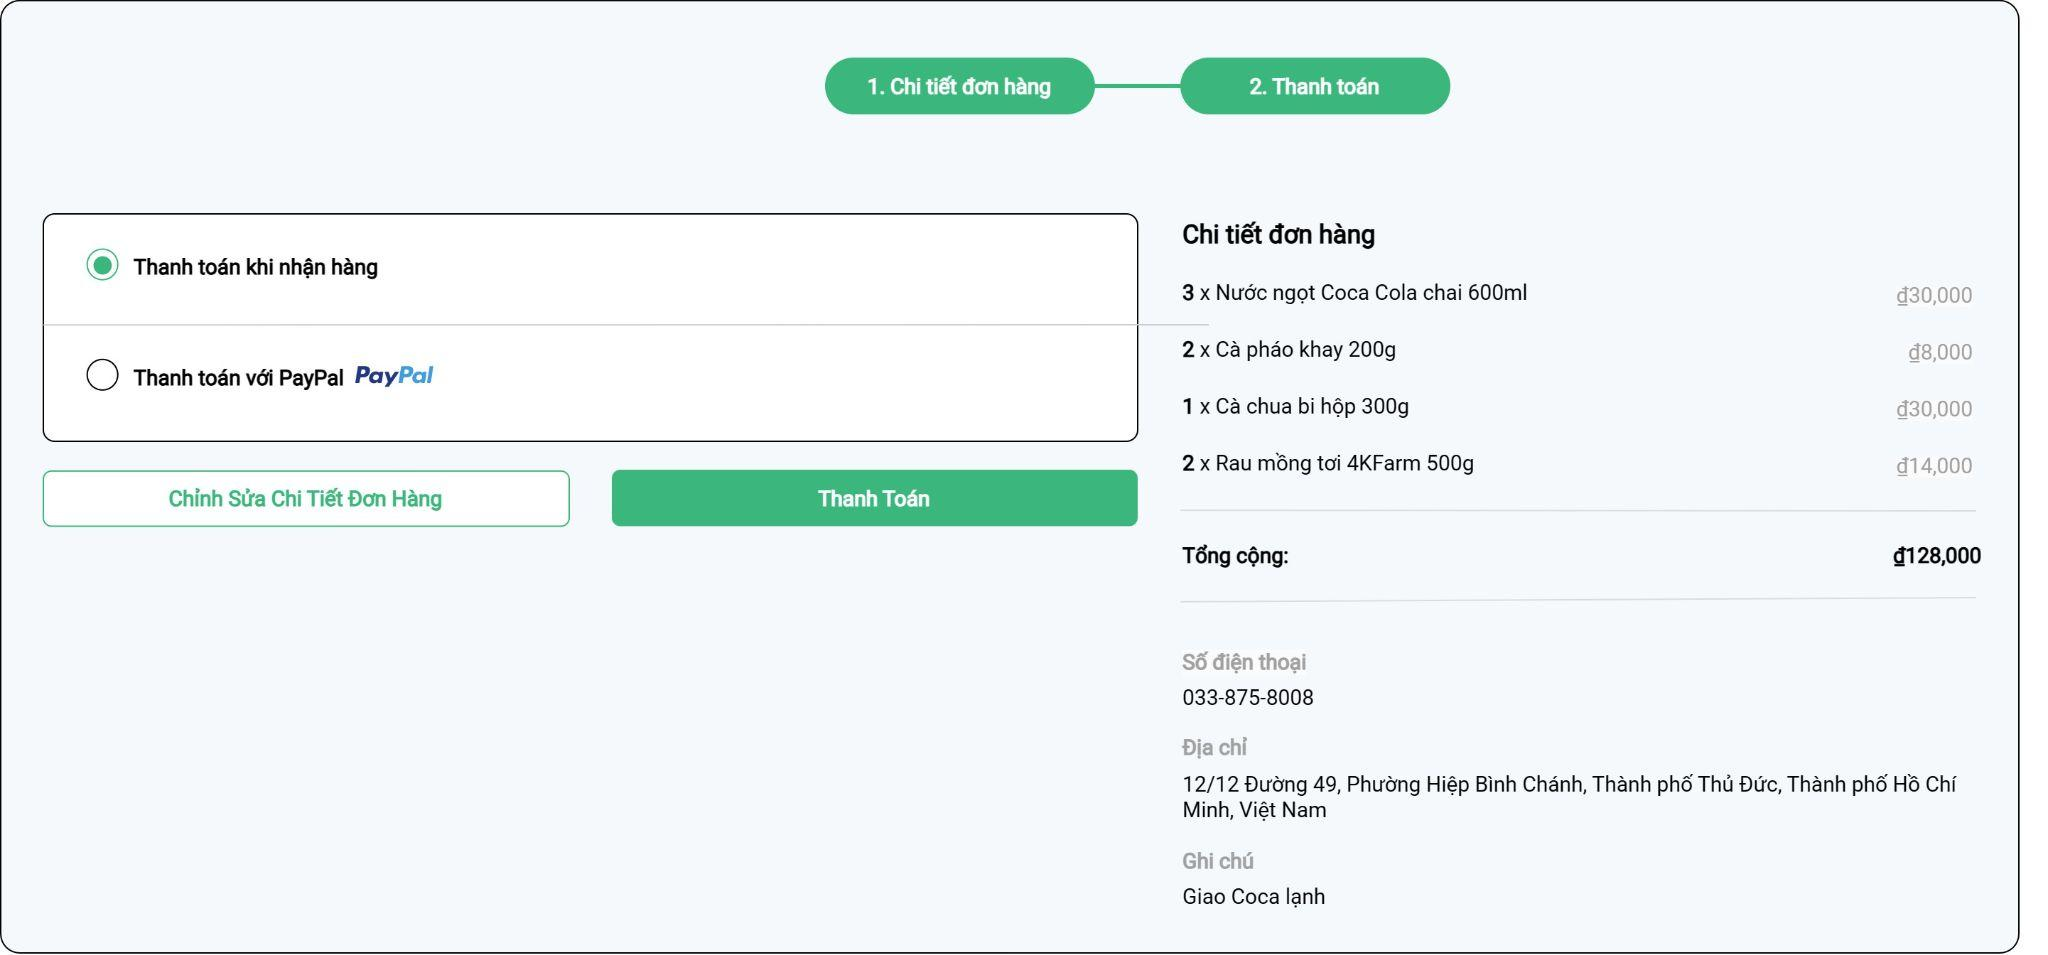 1. Chi tiết đơn hàng
2. Thanh toán
Thanh toán khi nhận hàng
Thanh toán với PayPal PayPal
Chỉnh Sửa Chi Tiết Đơn Hàng
Thanh Toán
Chi tiết đơn hàng
3 x Nước ngọt Coca Cola chai 600ml ₫30,000
2 x Cà pháo khay 200g ₫8,000
1 x Cà chua bi hộp 300g ₫30,000
2 x Rau mồng tơi 4KFarm 500g ₫14,000
Tổng cộng: ₫128,000
Số điện thoại
033-875-8008
Địa chỉ
12/12 Đường 49, Phường Hiệp Bình Chánh, Thành phố Thủ Đức, Thành phố Hồ Chí
Minh, Việt Nam
Ghi chú
Giao Coca lạnh